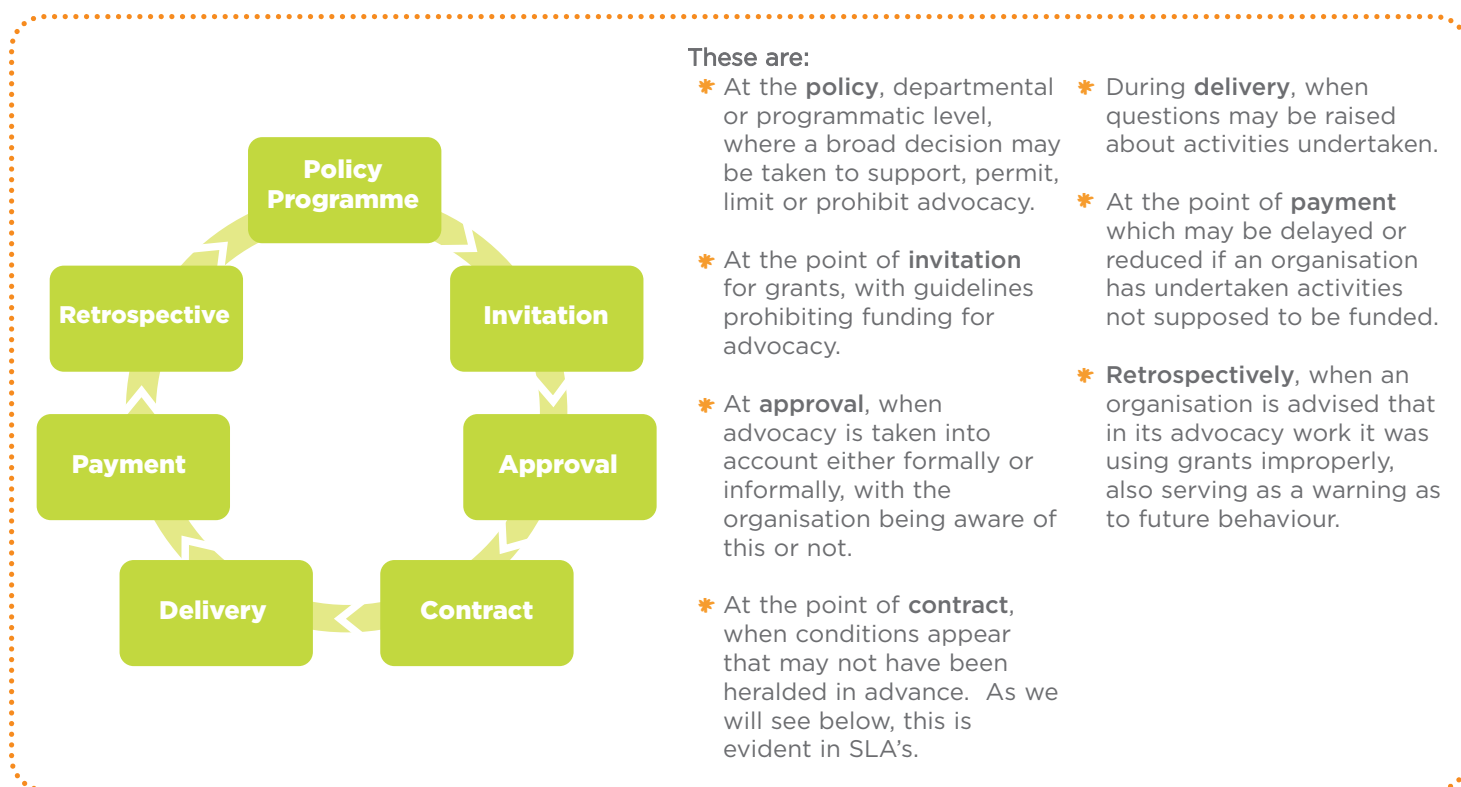 Policy
Programme
Invitation
Approval
Contract
Delivery
Payment
Retrospective
These are:
At the policy, departmental
or programmatic level,
where a broad decision may
be taken to support, permit,
limit or prohibit advocacy.
At the point of invitation
for grants, with guidelines
prohibiting funding for
advocacy.
At approval, when
advocacy is taken into
account either formally or
informally, with the
organisation being aware of
this or not.
At the point of contract,
when conditions appear
that may not have been
heralded in advance.  As we
will see below, this is
evident in SLA's.
During delivery, when
questions may be raised
about activities undertaken.
At the point of payment
which may be delayed or
reduced if an organisation
has undertaken activities
not supposed to be funded.
Retrospectively, when an
organisation is advised that
in its advocacy work it was
using grants improperly,
also serving as a warning as
to future behaviour.